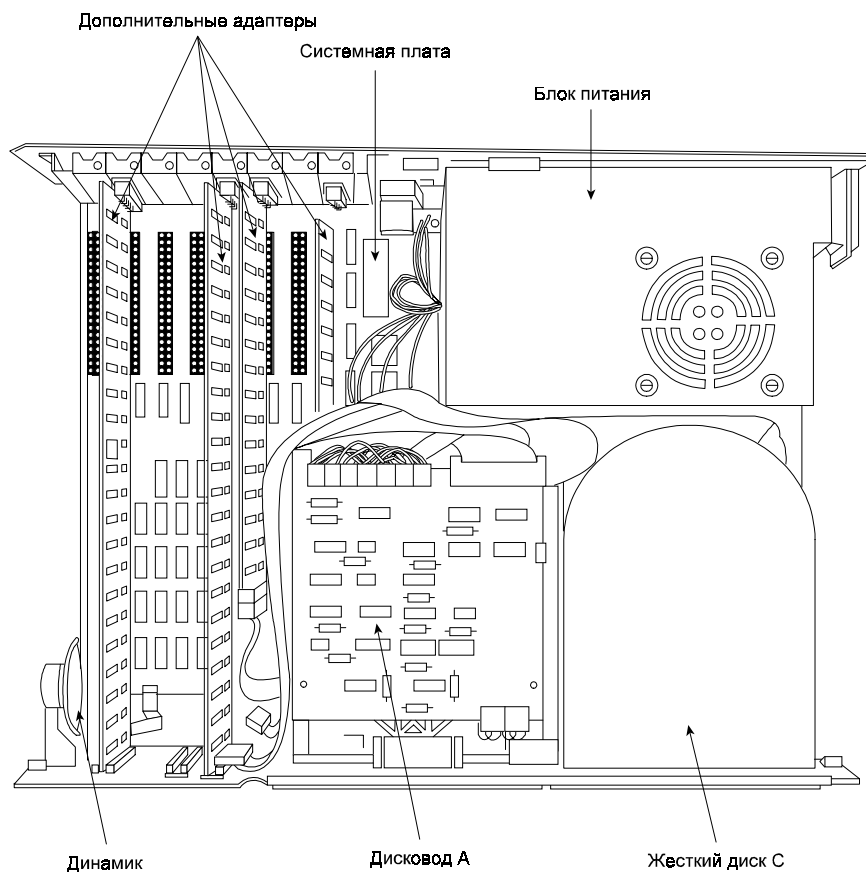 Дополнительные адаптеры
Системная плата
Блок питания
Динамик
Дисковод А
Жесткий диск С